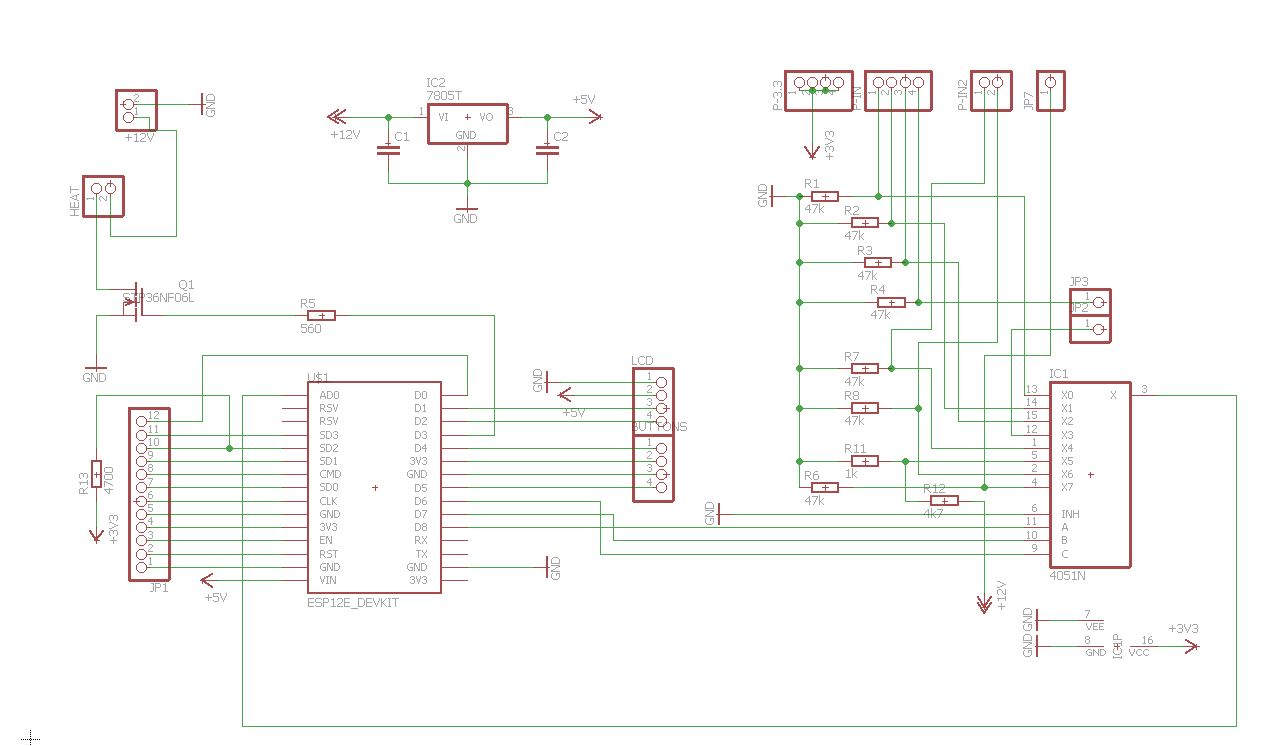 IC2
7805T
+12V
1
VI
VO
3
+5V
GND
2
C1
C2
GND
2
1
+12V
GND
HEAT
1
2
Q1
STP36NF06L
GND
R5
560
R13
4700
+3V3
12
11
10
9
8
7
6
5
4
3
2
1
JP1
U$1
AD0
RSV
RSV
SD3
SD2
SD1
CMD
SD0
CLK
GND
3V3
EN
RST
GND
VIN
D0
D1
D2
D3
D4
3V3
GND
D5
D6
D7
D8
RX
TX
GND
3V3
ESP12E_DEVKIT
+5V
GND
LCD
GND
+5V
1
2
3
4
BUTTONS
1
2
3
4
P-3.3
1
2
3
4
+3V3
P-IN
1
2
3
4
P-IN2
1
2
JP7
1
GND
R1
47k
R2
47k
R3
47k
R4
47k
R7
47k
R8
47k
R11
1k
R6
47k
R12
4k7
JP3
1
JP2
1
IC1
13
14
15
12
1
5
2
4
6
11
10
9
X0
X1
X2
X3
X4
X5
X6
X7
INH
A
B
C
X
3
4051N
GND
+12V
GND
7
VEE
GND
8
GND
IC1P
16
VCC
+3V3